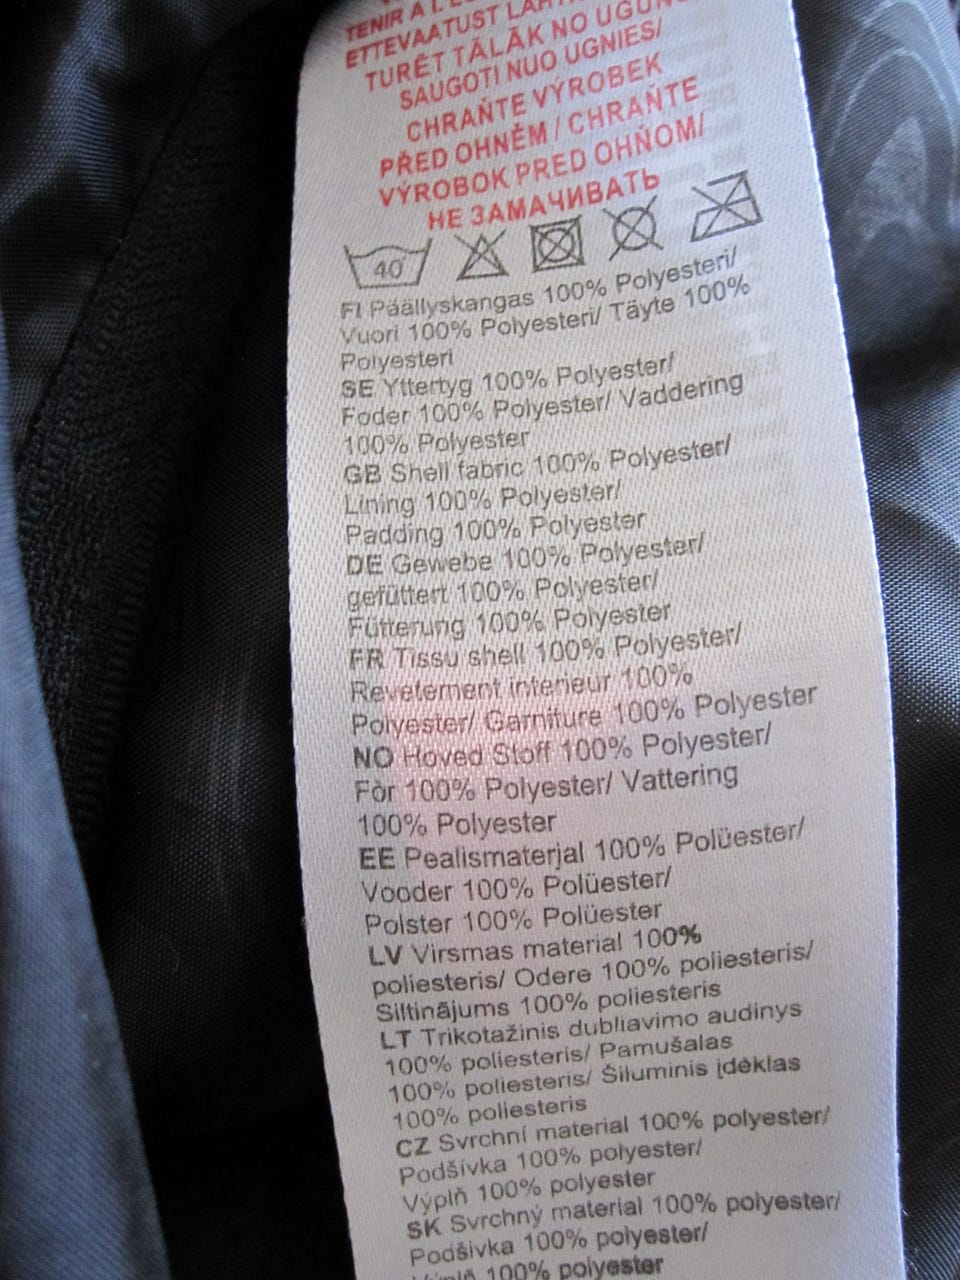 TENIR A L'
ETTEVAATUST
TURĒT TĀLĀK NO UGUNS
SAUGOTI NUO UGNIES/
CHRAŇTE VÝROBEK
PŘED OHNĚM / CHRAŇTE
VÝROBOK PRED OHŇOM/
НЕ ЗАМАЧИВАТЬ
40°
FI Päällyskangas 100% Polyesteri/
Vuori 100% Polyesteri/ Täyte 100%
Polyesteri
SE Yttertyg 100% Polyester/
Foder 100% Polyester/ Vaddering
100% Polyester
GB Shell fabric 100% Polyester/
Lining 100% Polyester/
Padding 100% Polyester
DE Gewebe 100% Polyester/
gefüttert 100% Polyester/
Fütterung 100% Polyester
FR Tissu shell 100% Polyester/
Revetement interieur 100%
Polyester/ Garniture 100% Polyester
NO Hoved Stoff 100% Polyester/
Fòr 100% Polyester/ Vattering
100% Polyester
EE Pealismaterjal 100% Polüester/
Vooder 100% Polüester/
Polster 100% Polüester
LV Virsmas material 100%
poliesteris/ Odere 100% poliesteris/
Siltinājums 100% poliesteris
LT Trikotažinis dubliavimo audinys
100% poliesteris/ Pamušalas
100% poliesteris/ Šiluminis įdėklas
100% poliesteris
CZ Svrchní material 100% polyester/
Podšívka 100% polyester/
Výplň 100% polyester
SK Svrchný material 100% polyester/
Podšivka 100% polyester/
Výplň 100% polyester